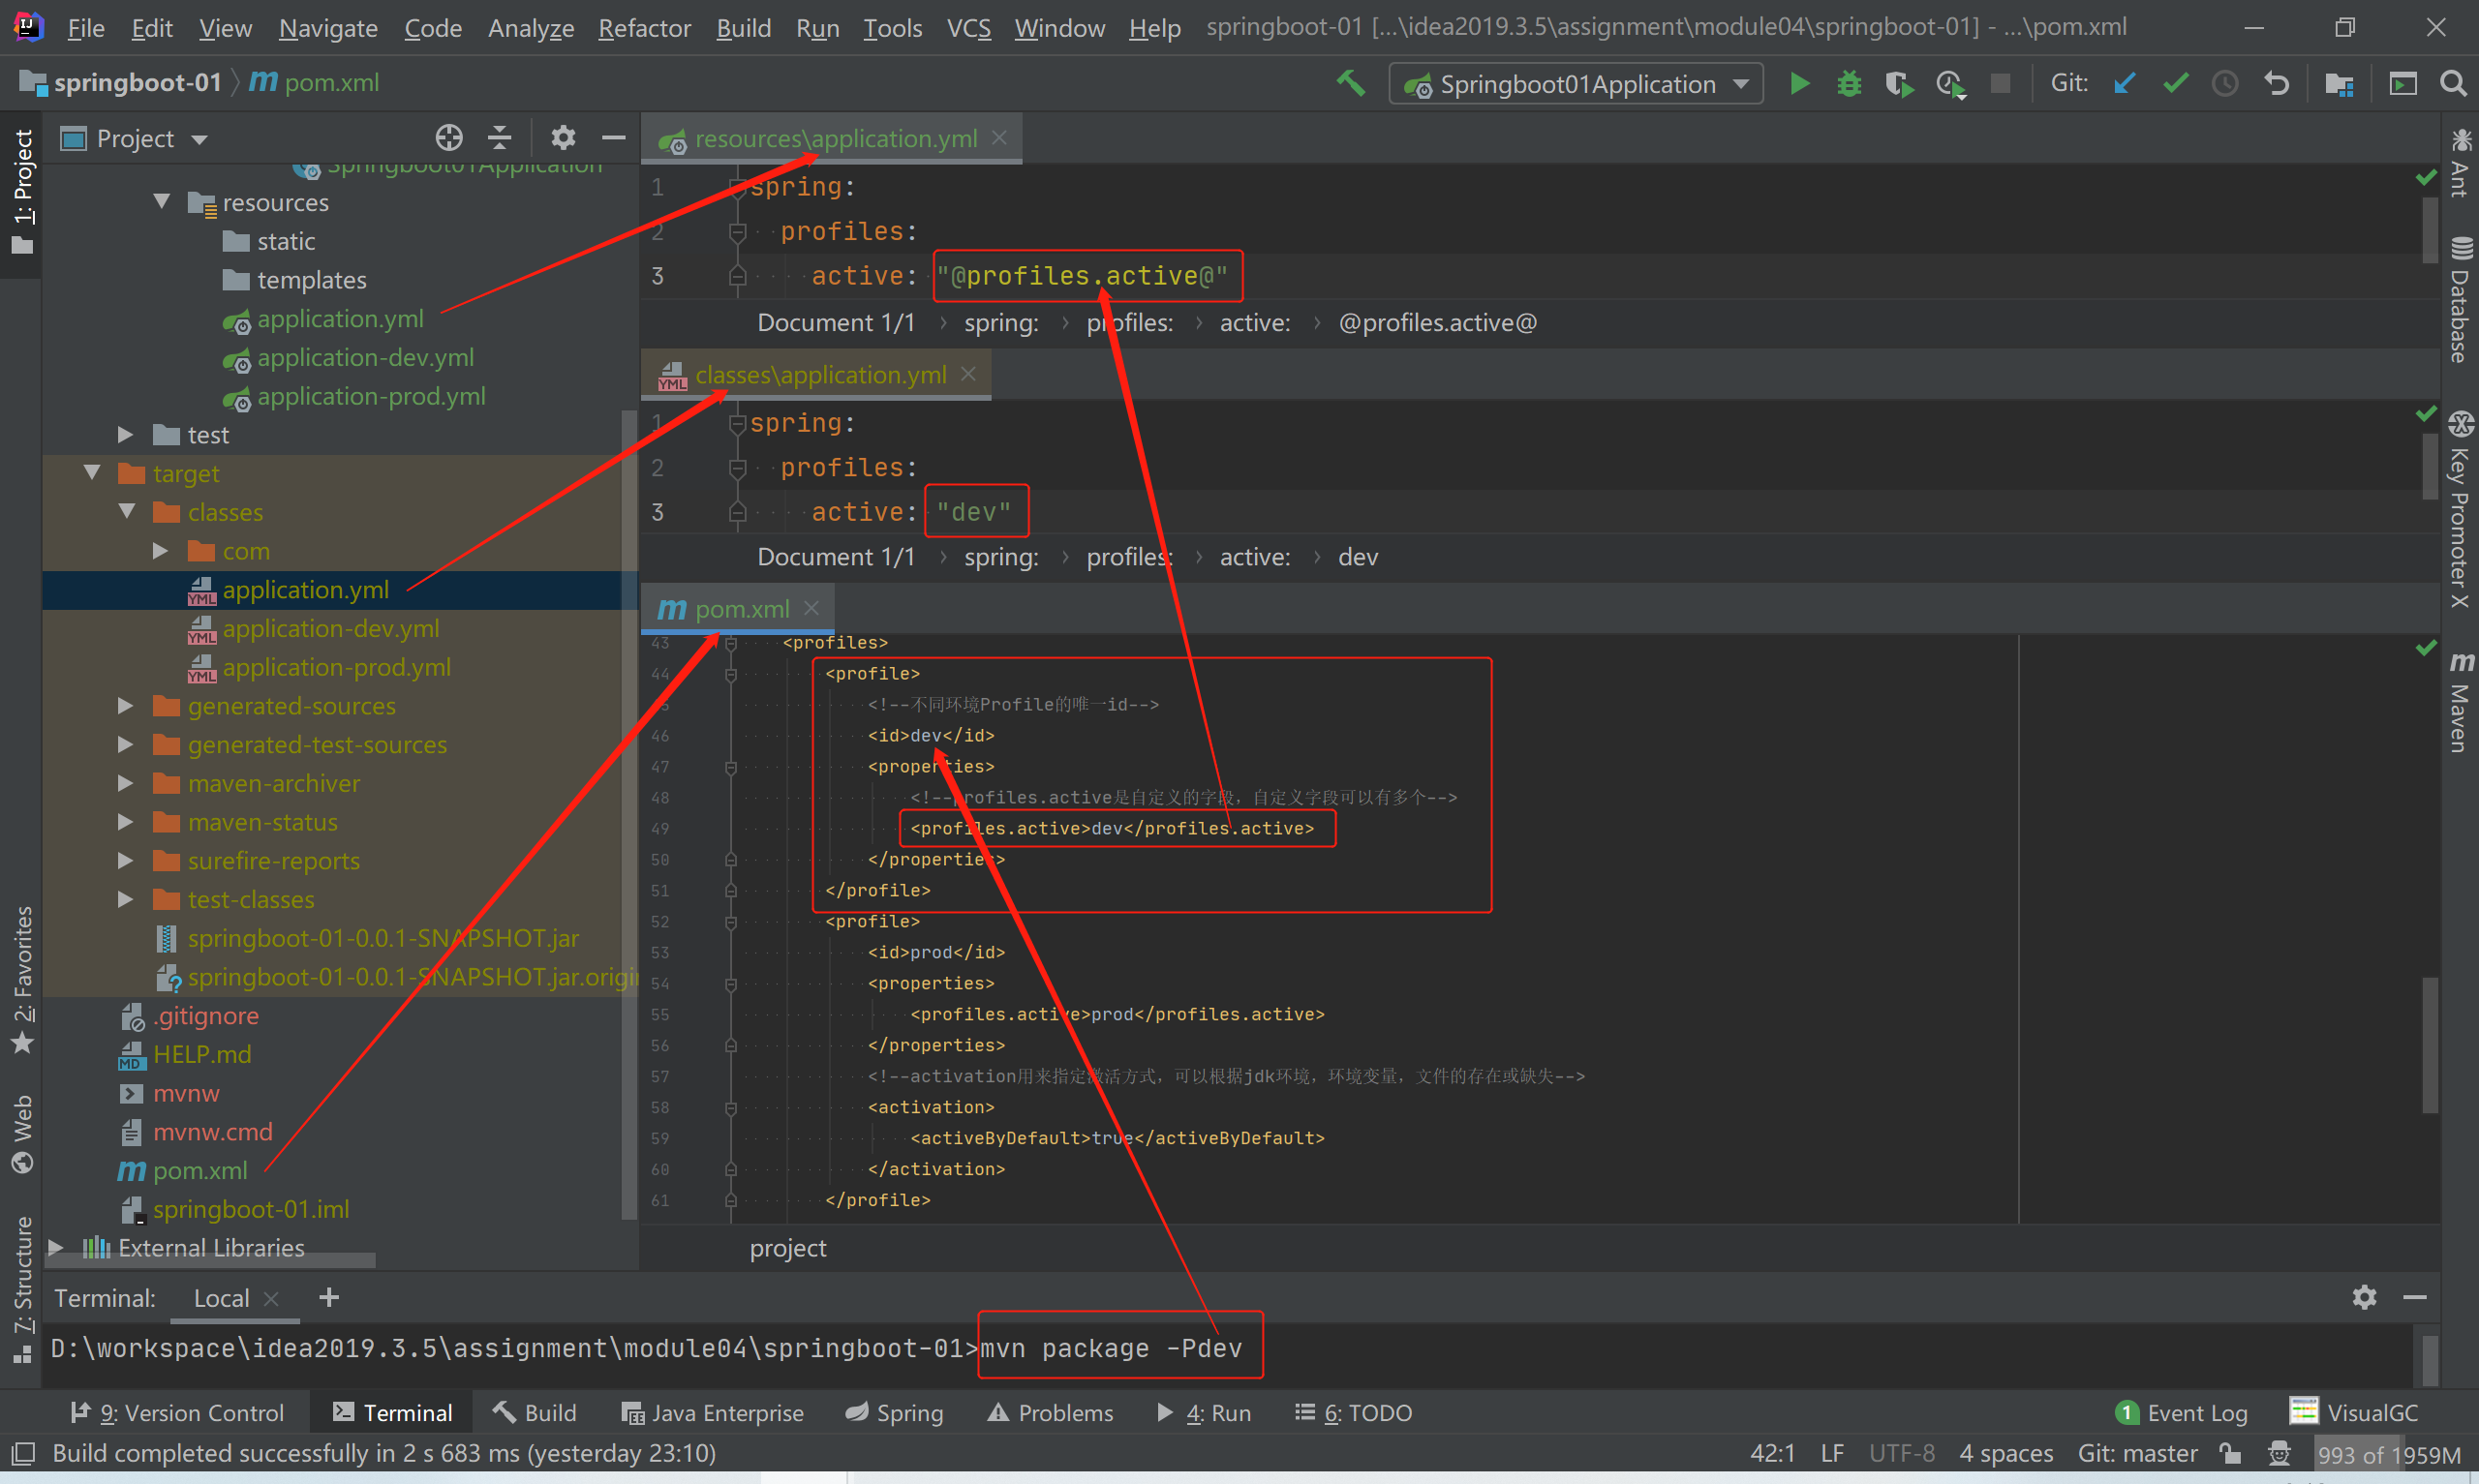 File Edit View Navigate Code Analyze Refactor Build Run Tools VCS Window Help springboot-01 [...\idea2019.3.5\assignment\module04\springboot-01] - ...\pom.xml
springboot-01 pom.xml
Springboot01Application
Git:
1: Project
2: Favorites
Web
7: Structure
Project
Springboot01Application
resources
static
templates
application.yml
application-dev.yml
application-prod.yml
test
target
classes
com
application.yml
application-dev.yml
application-prod.yml
generated-sources
generated-test-sources
maven-archiver
maven-status
surefire-reports
test-classes
springboot-01-0.0.1-SNAPSHOT.jar
springboot-01-0.0.1-SNAPSHOT.jar.origi
.gitignore
HELP.md
mvnw
mvnw.cmd
pom.xml
springboot-01.iml
External Libraries
resources\application.yml
1 spring:
2 profiles:
3 active: "@profiles.active@"
Document 1/1 › spring: › profiles: › active: › @profiles.active@
classes\application.yml
1 spring:
2 profiles:
3 active: "dev"
Document 1/1 › spring: › profiles: › active: › dev
pom.xml
43 <profiles>
44 <profile>
<!--不同环境Profile的唯一id-->
46 <id>dev</id>
47 <properties>
48 <!--profiles.active是自定义的字段，自定义字段可以有多个-->
49 <profiles.active>dev</profiles.active>
50 </properties>
51 </profile>
52 <profile>
53 <id>prod</id>
54 <properties>
55 <profiles.active>prod</profiles.active>
56 </properties>
57 <!--activation用来指定激活方式，可以根据jdk环境，环境变量，文件的存在或缺失-->
58 <activation>
59 <activeByDefault>true</activeByDefault>
60 </activation>
61 </profile>
project
Ant
Database
Key Promoter X
Maven
Terminal: Local
D:\workspace\idea2019.3.5\assignment\module04\springboot-01>mvn package -Pdev
9: Version Control Terminal Build Java Enterprise Spring Problems 4: Run 6: TODO 1 Event Log VisualGC
Build completed successfully in 2 s 683 ms (yesterday 23:10) 42:1 LF UTF-8 4 spaces Git: master 993 of 1959M